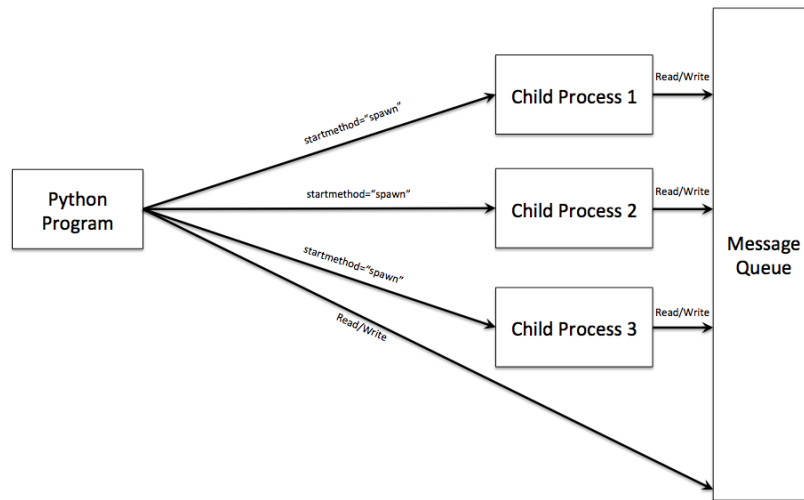 Read/Write
Child Process 1
startmethod=“spawn”
Read/Write
Python
Program
startmethod=“spawn”
Child Process 2
Message
Queue
startmethod=“spawn”
Read/Write
Child Process 3
Read/Write